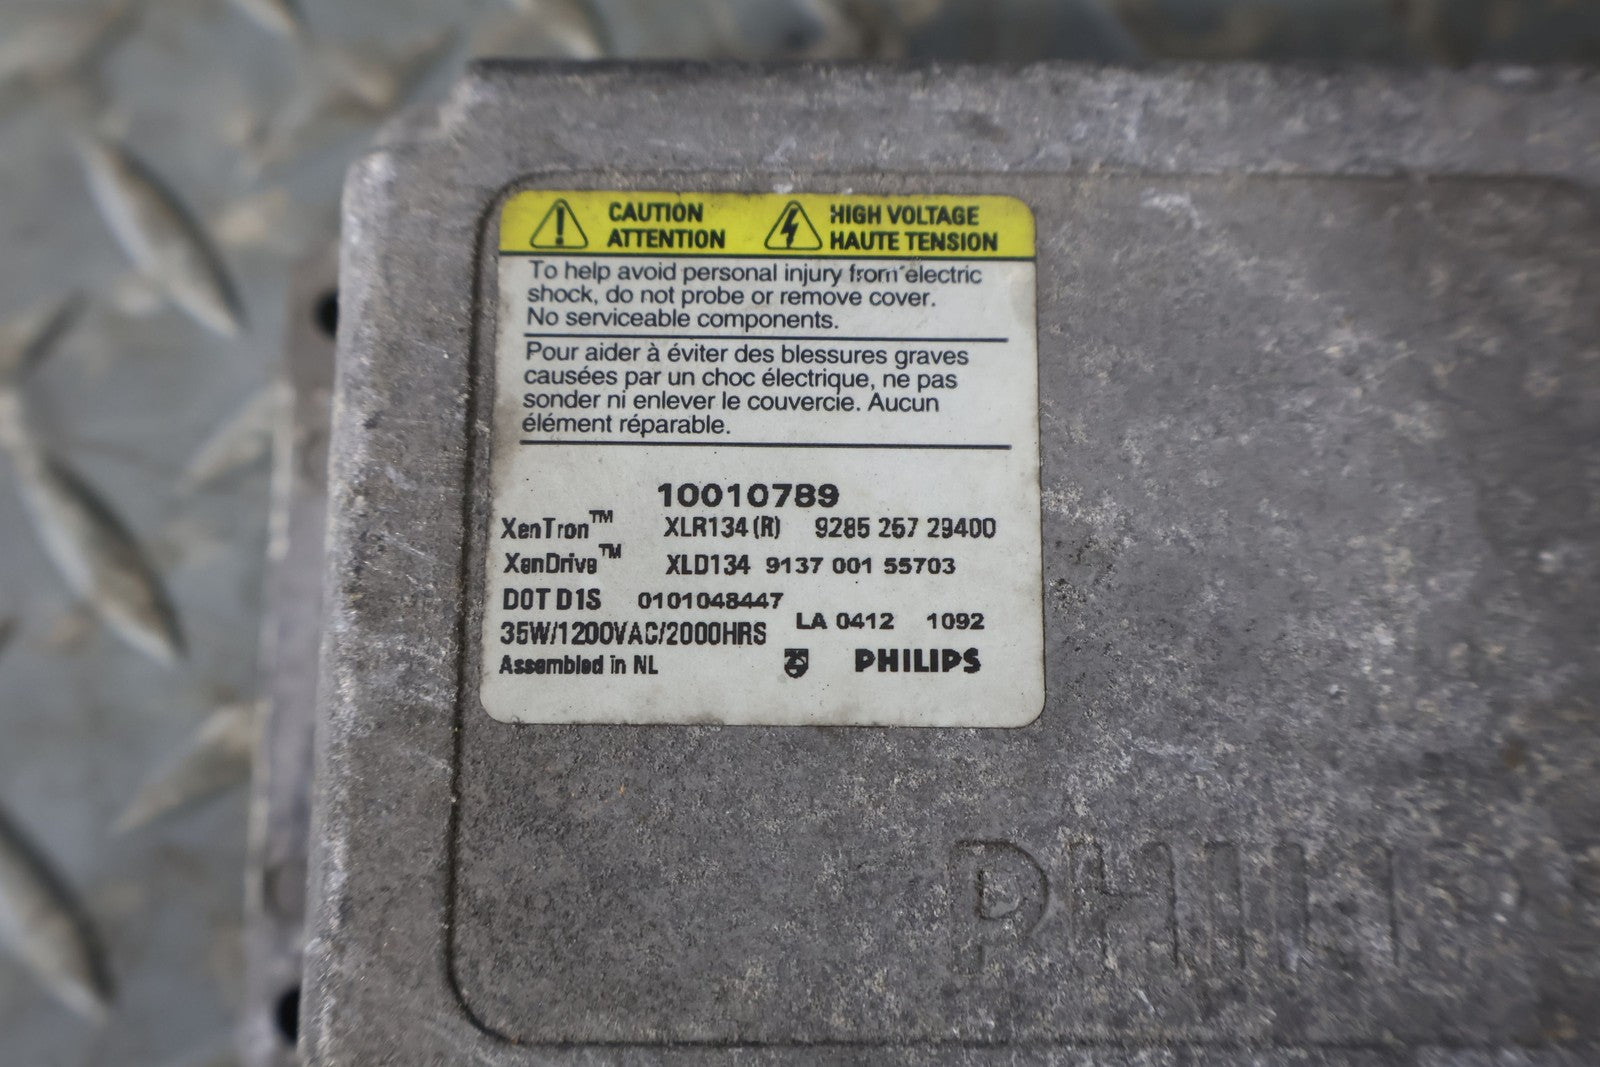 CAUTION
ATTENTION
HIGH VOLTAGE
HAUTE TENSION
To help avoid personal injury from electric
shock, do not probe or remove cover.
No serviceable components.
Pour aider à éviter des blessures graves
causées par un choc électrique, ne pas
sonder ni enlever le couvercle. Aucun
élément réparable.
10010789
XenTron™ XLR134 (R) 9285 267 29400
XenDrive™ XLD134 9137 001 55703
DOT D1S 0101048447
35W/1200VAC/2000HRS LA 0412 1092
Assembled in NL PHILIPS
PHILIPS